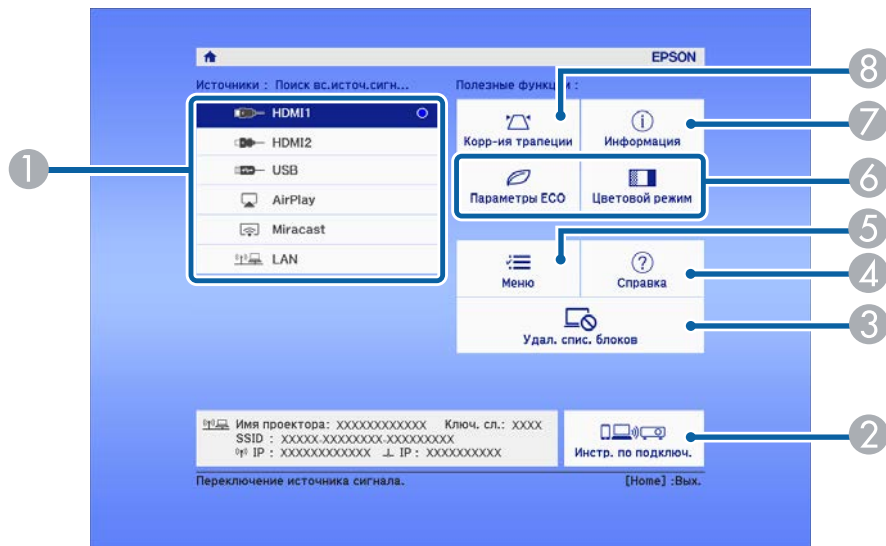 EPSON
Источники : Поиск вс.источ.сигн...
HDMI1
HDMI2
USB
AirPlay
Miracast
LAN
Полезные функции :
Корр-ия трапеции
Информация
Параметры ECO
Цветовой режим
Меню
Справка
Удал. спис. блоков
Имя проектора: XXXXXXXXXXXX Ключ. сл.: XXXX
SSID : XXXXX-XXXXXXXX-XXXXXXXXX
IP : XXXXXXXXXXXX IP : XXXXXXXXXX
Инстр. по подключ.
Переключение источника сигнала.
[Home] :Вых.
1
8
7
6
5
4
3
2